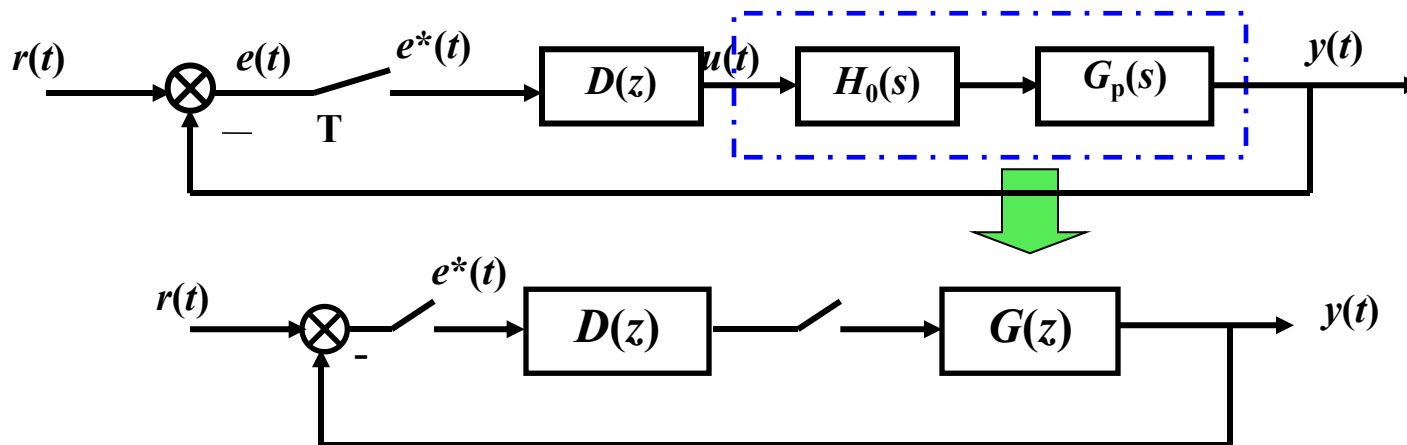 r(t) e(t) e*(t) D(z) u(t) H₀(s) Gₚ(s) y(t)
— T
r(t) e*(t) D(z) G(z) y(t)
-